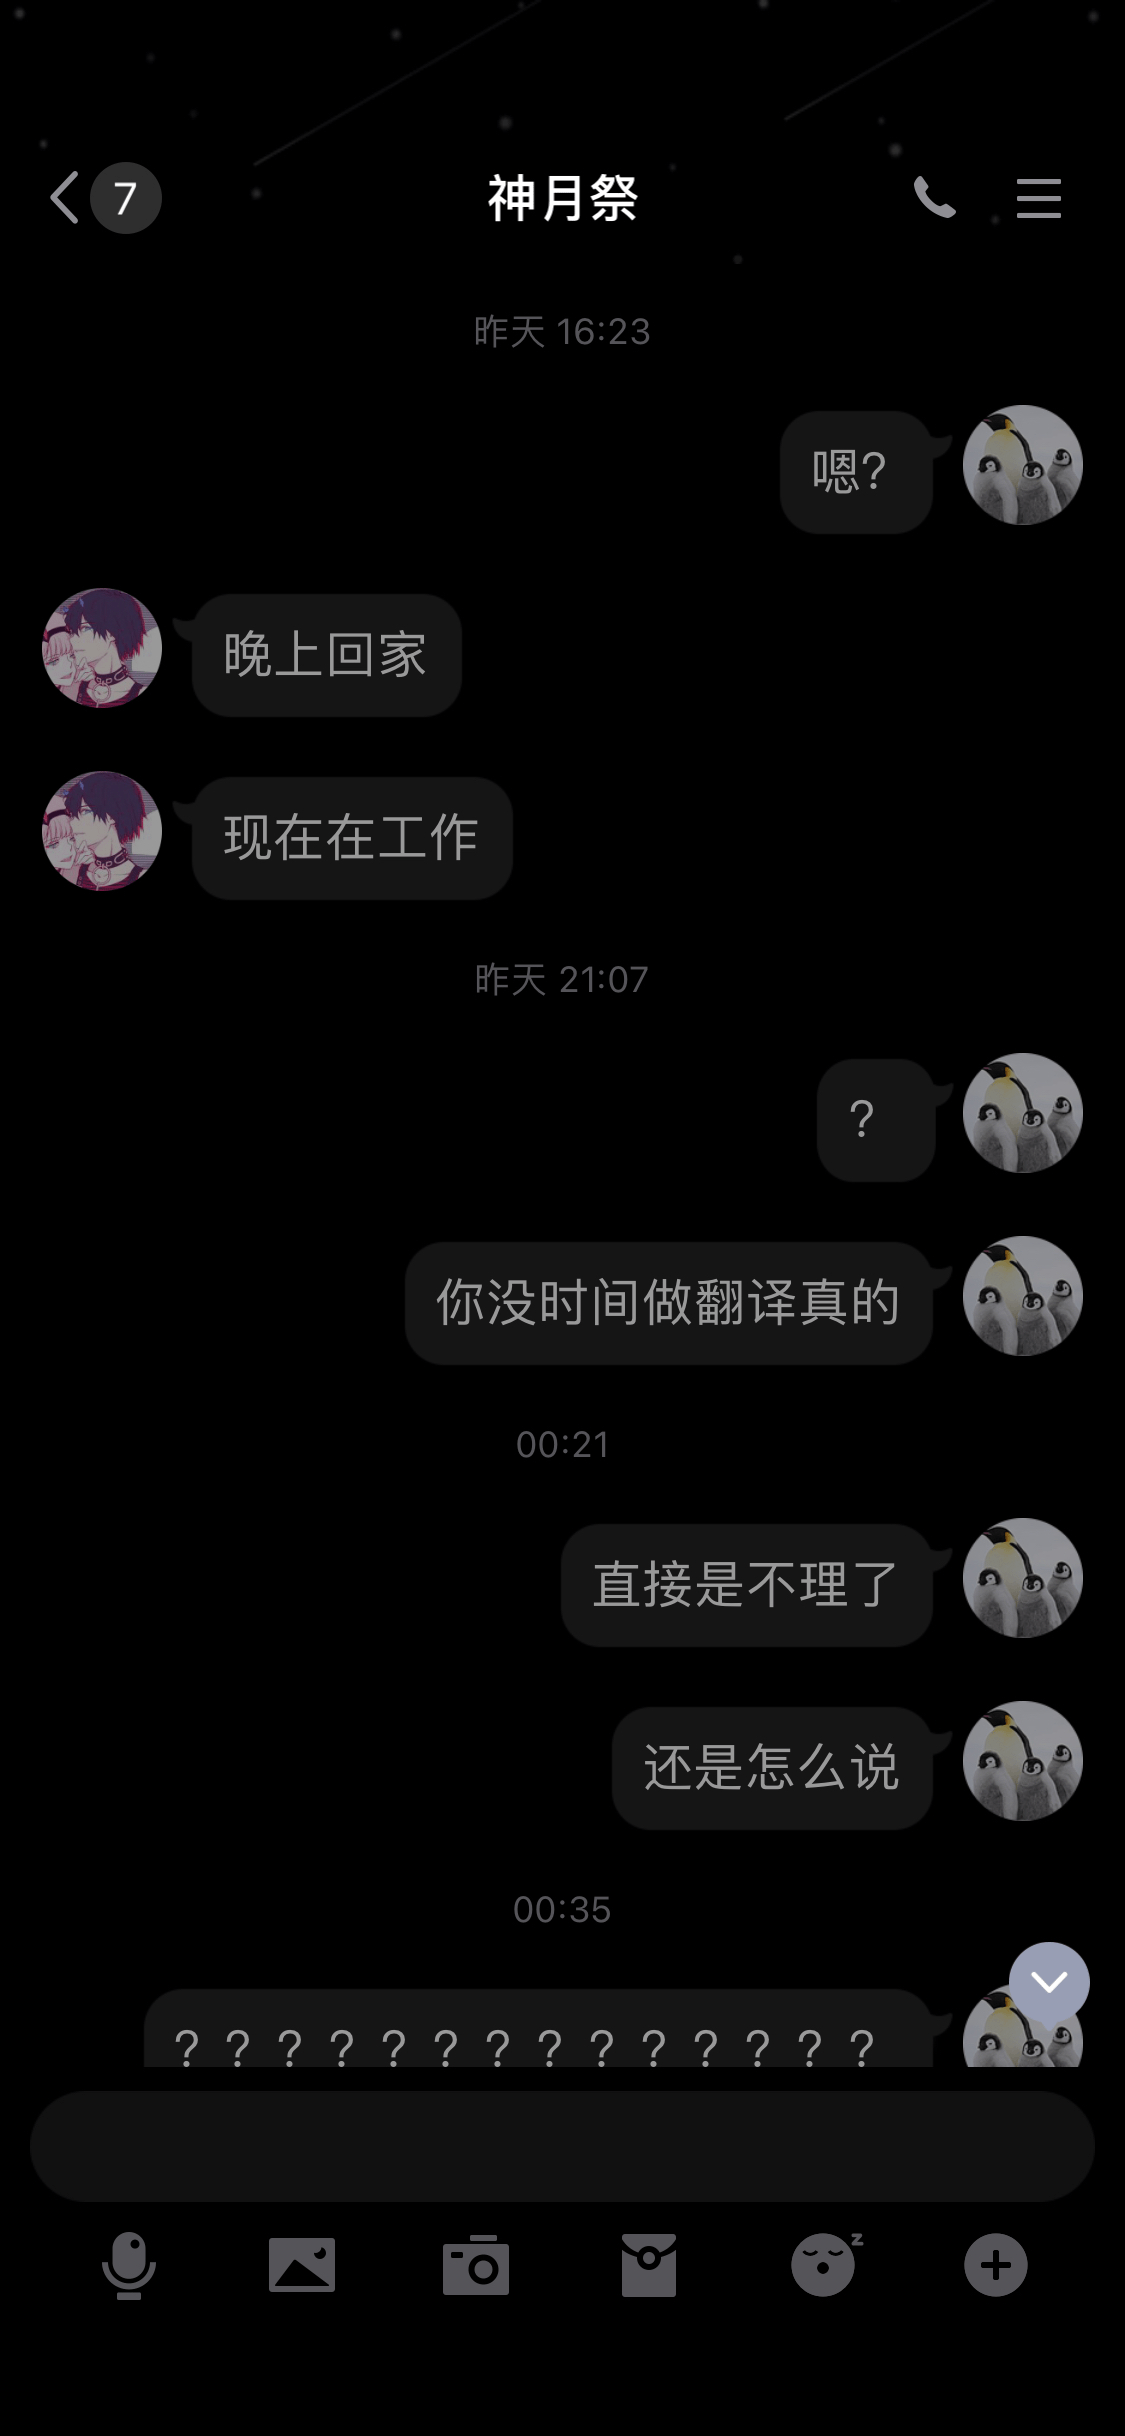 7
神月祭
昨天 16:23
嗯?
晚上回家
现在在工作
昨天 21:07
?
你没时间做翻译真的
00:21
直接是不理了
还是怎么说
00:35
??????????????
z